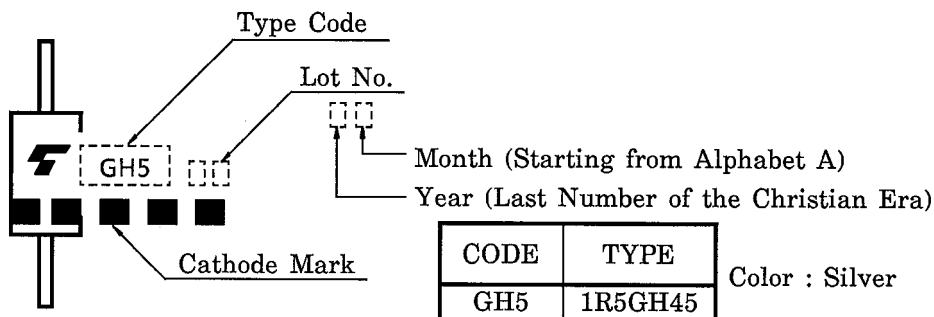 Type Code
Lot No.
GH5
Month (Starting from Alphabet A)
Year (Last Number of the Christian Era)
Cathode Mark
CODE TYPE
GH5 1R5GH45
Color : Silver